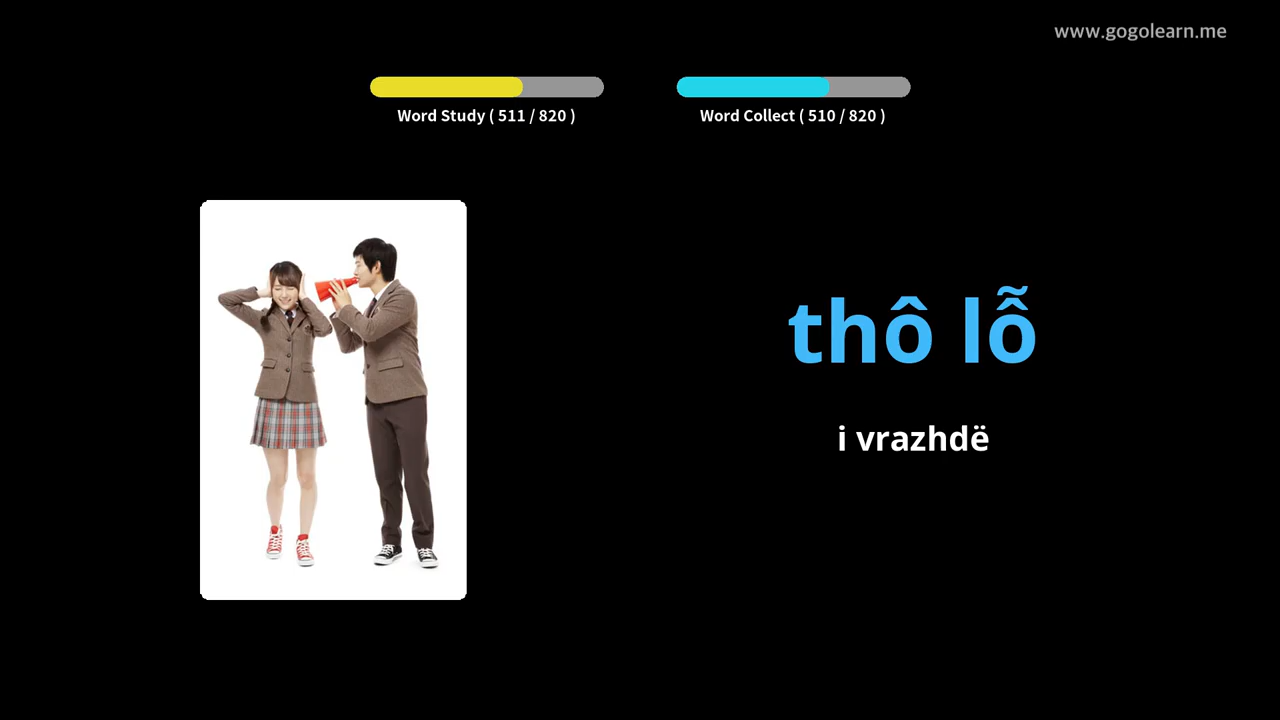 www.gogolearn.me
Word Study ( 511 / 820 )
Word Collect ( 510 / 820 )
thô lỗ
i vrazhdë